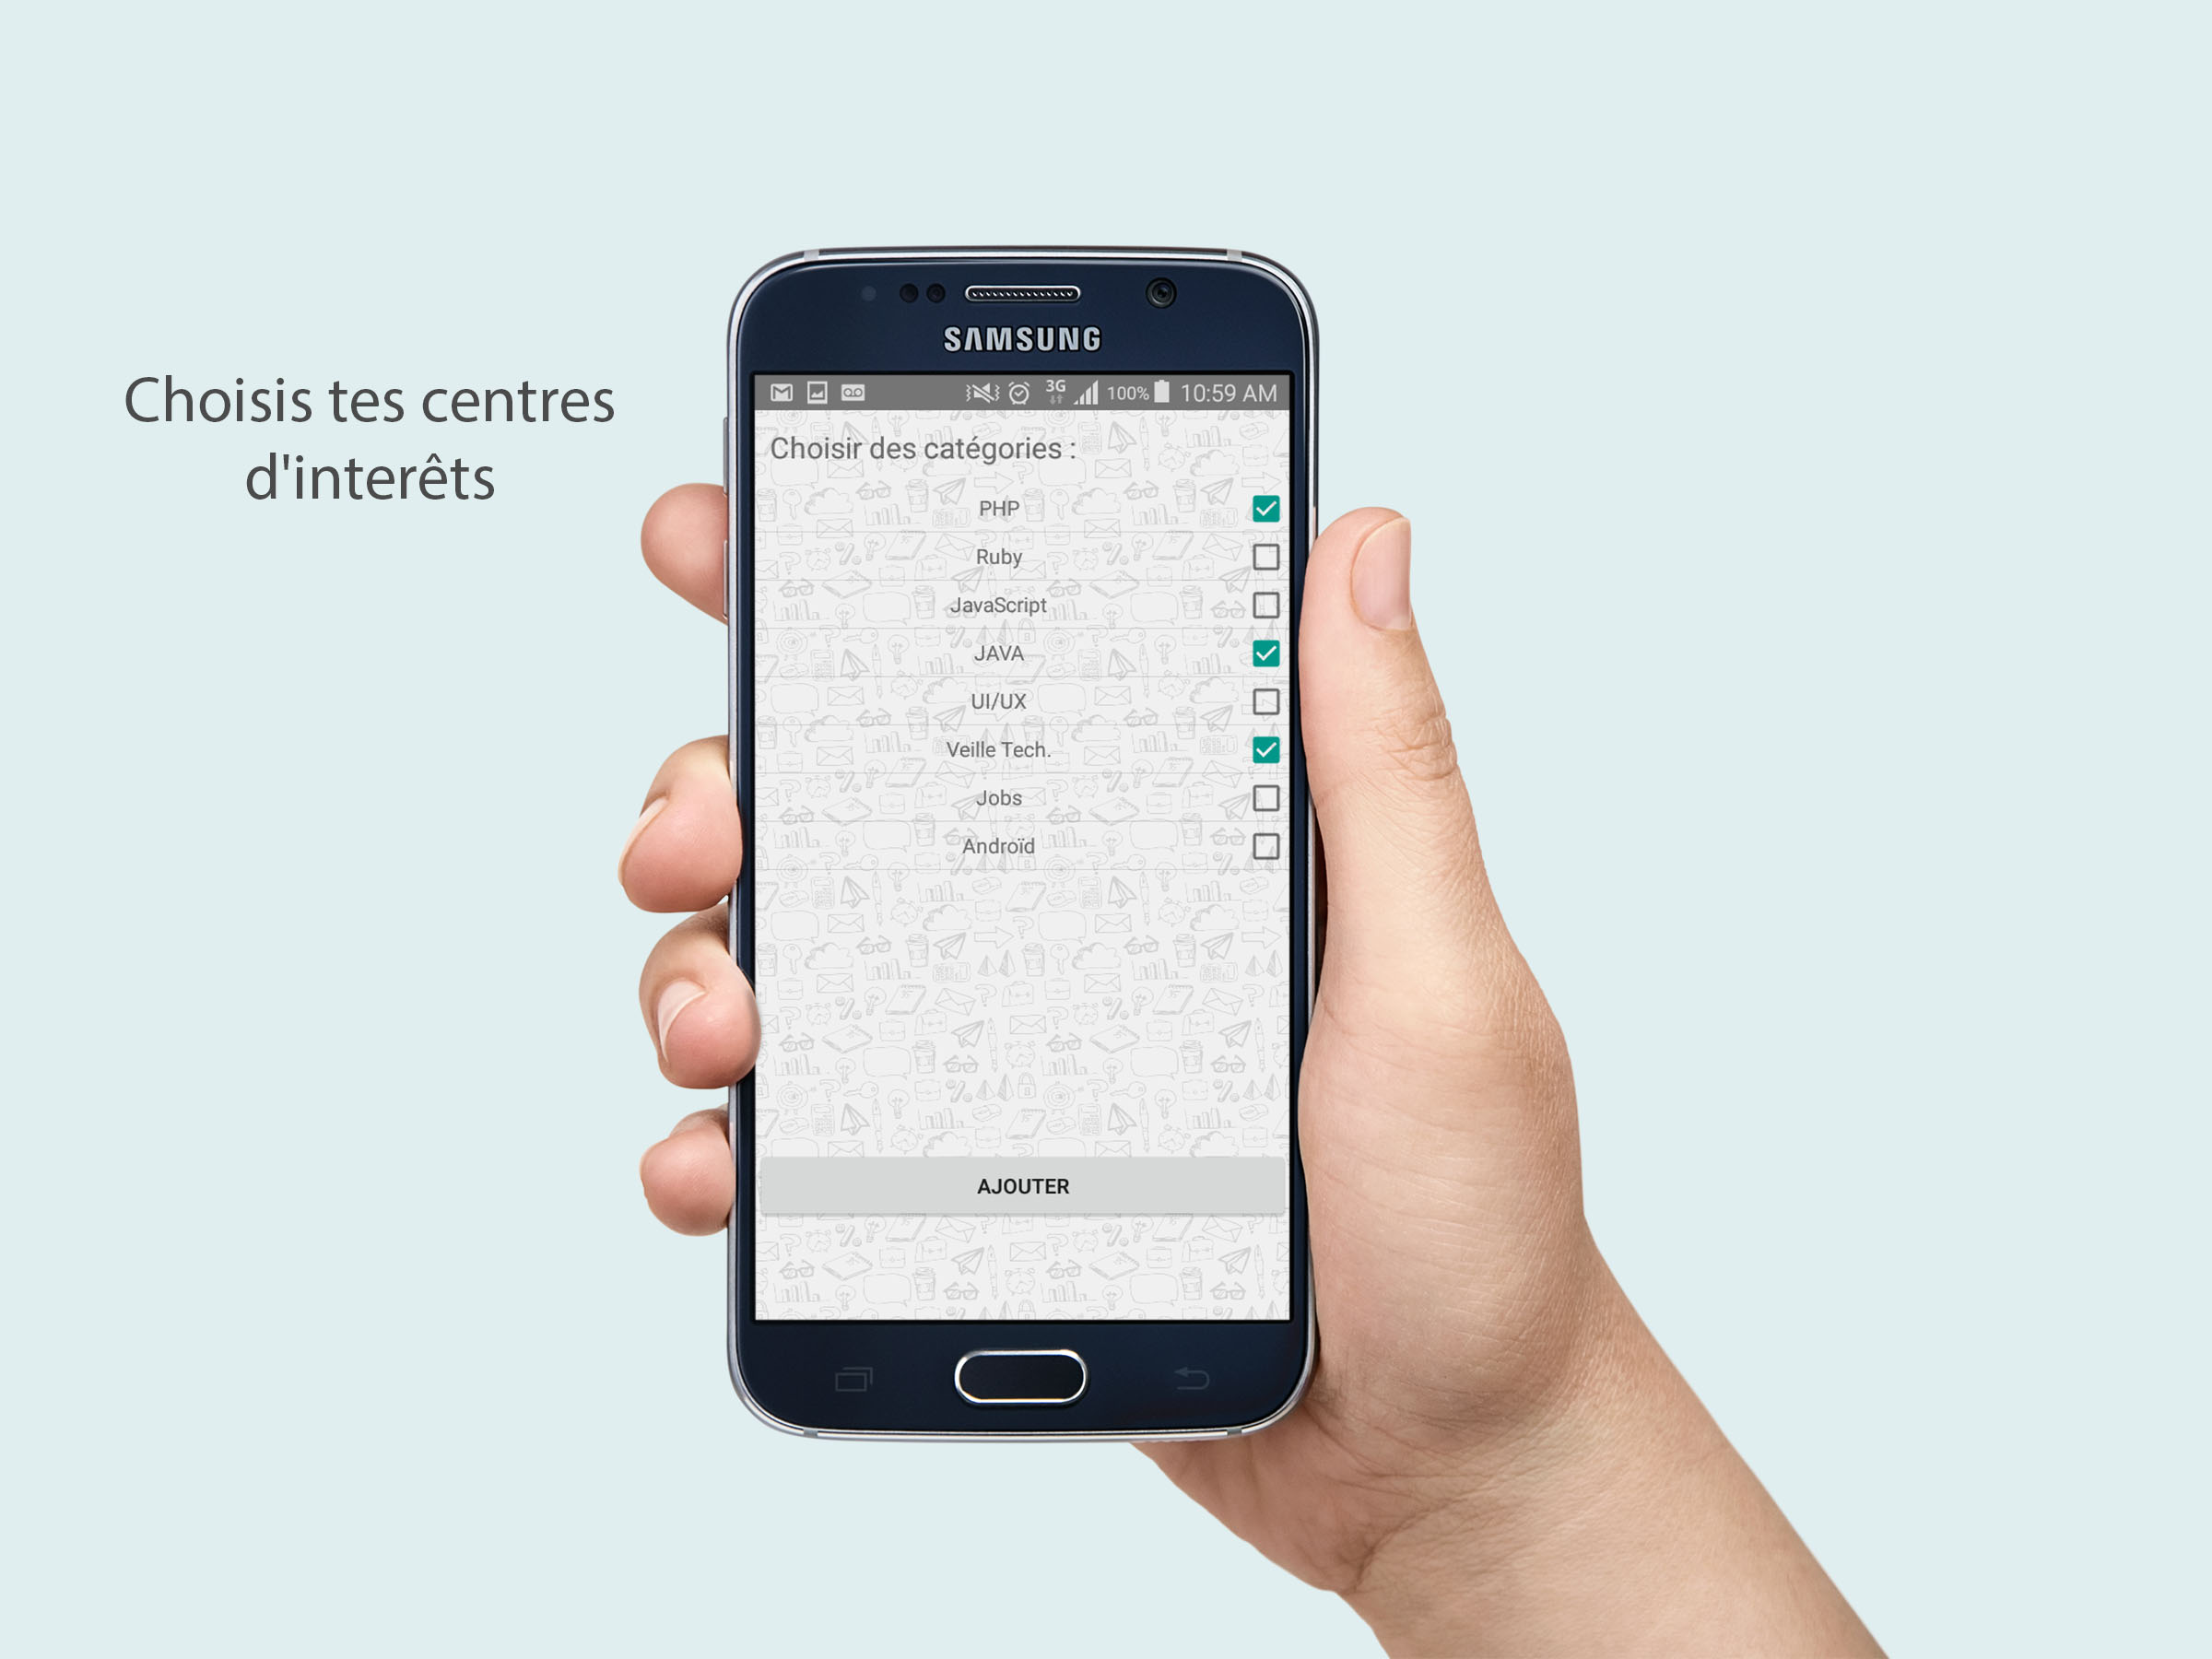 Choisis tes centres
d'interêts
SAMSUNG
3G 100% 10:59 AM
Choisir des catégories :
PHP
Ruby
JavaScript
JAVA
UI/UX
Veille Tech.
Jobs
Androïd
AJOUTER